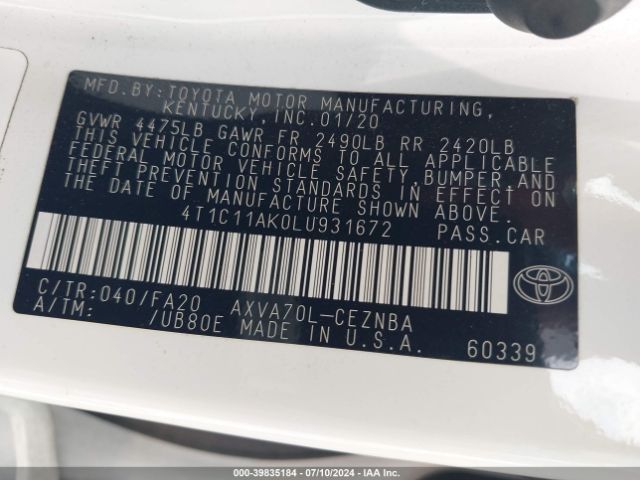 MFD.BY:TOYOTA MOTOR MANUFACTURING,
KENTUCKY, INC. 01/20
GVWR 4475LB GAWR FR 2490LB RR 2420LB
THIS VEHICLE CONFORMS TO ALL APPLICABLE
FEDERAL MOTOR VEHICLE SAFETY, BUMPER, AND
THEFT PREVENTION STANDARDS IN EFFECT ON
THE DATE OF MANUFACTURE SHOWN ABOVE.
4T1C11AK0LU931672 PASS.CAR
C/TR:040/FA20 AXVA70L-CEZNBA
A/TM: /UB80E MADE IN U.S.A. 60339
000-39835184 / 07/10/2024 - IAA Inc.